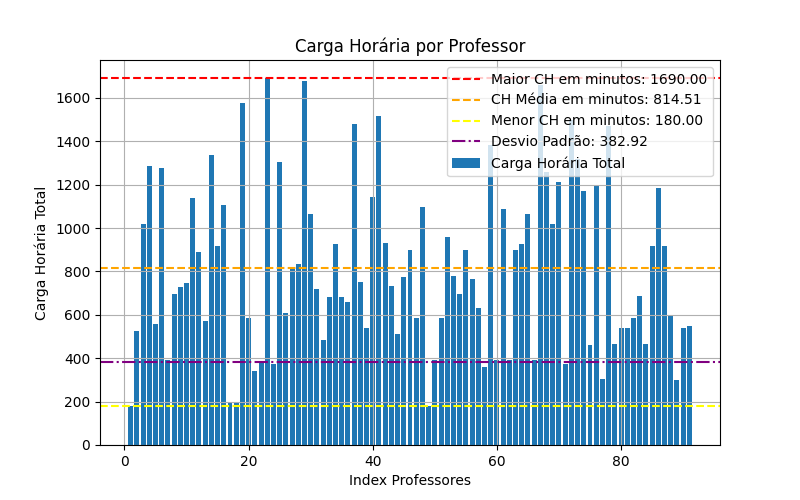 Carga Horária por Professor
Maior CH em minutos: 1690.00
CH Média em minutos: 814.51
Menor CH em minutos: 180.00
Desvio Padrão: 382.92
Carga Horária Total
Carga Horária Total
1600
1400
1200
1000
800
600
400
200
0
0 20 40 60 80
Index Professores